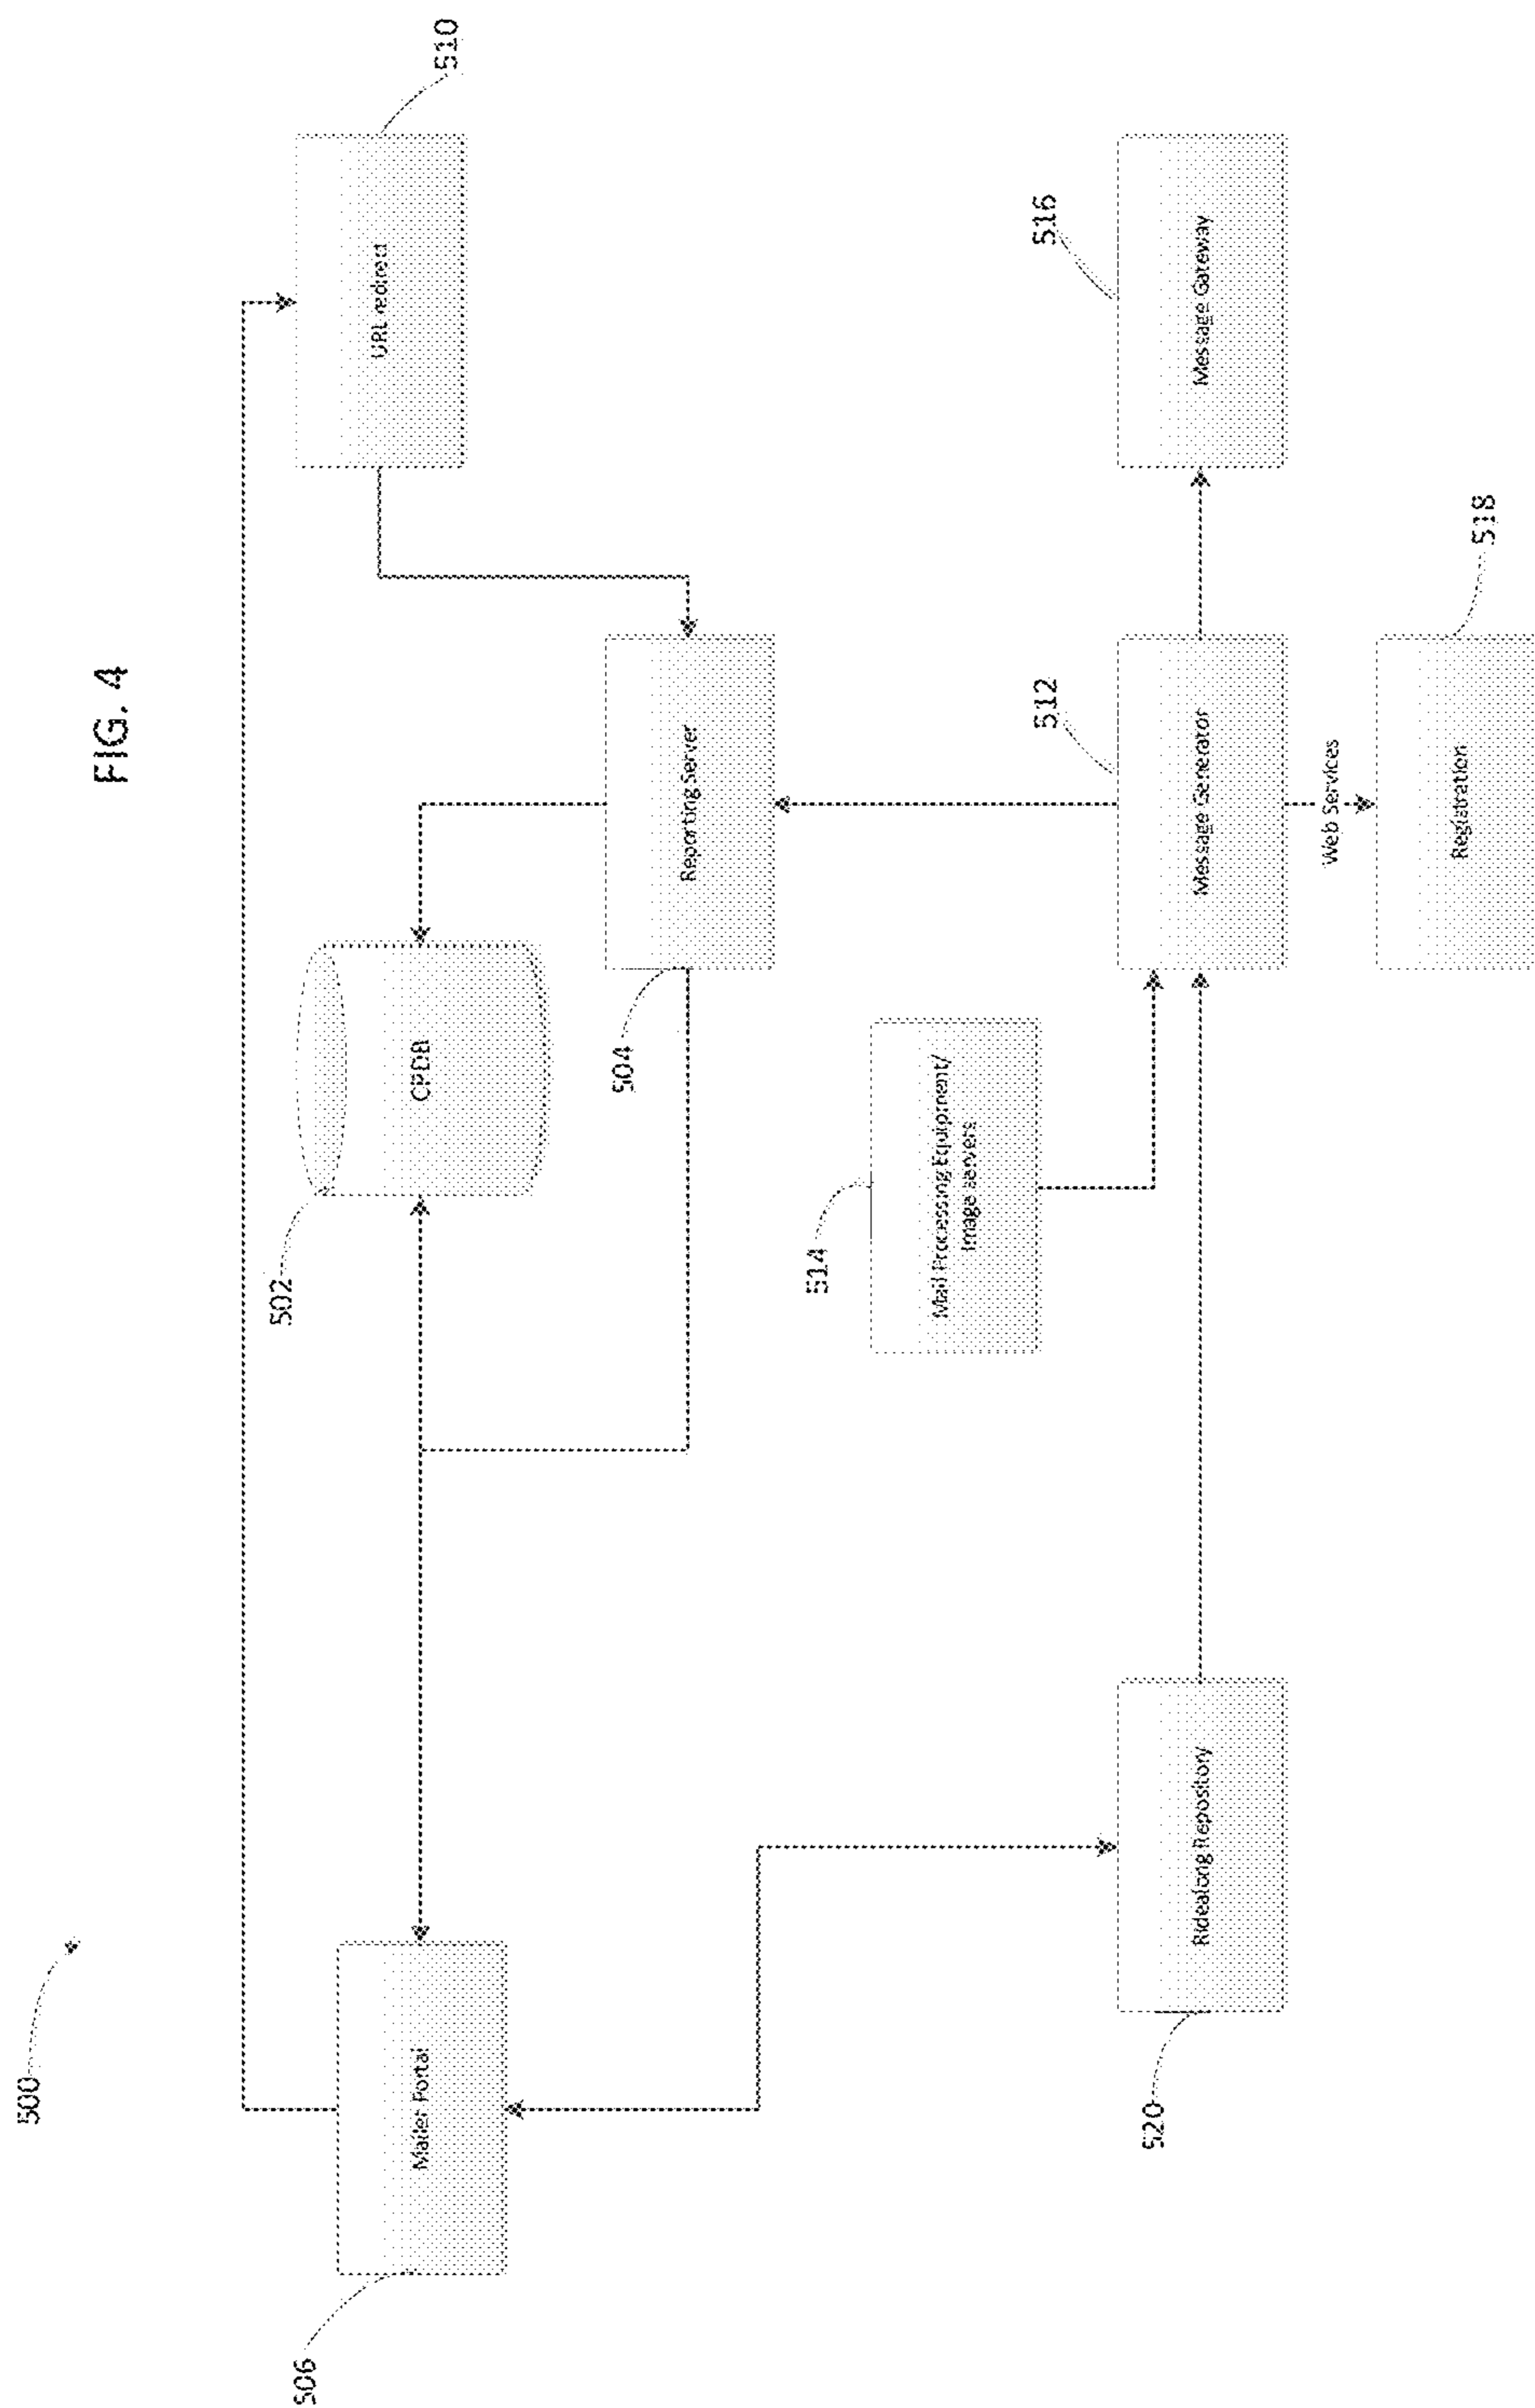 FIG. 4
500
506
Mailer Portal
502
CPDB
URL redirect
510
504
Reporting Server
514
Mail Processing Equipment/
Image servers
520
Ridealong Repository
512
Message Generator
516
Message Gateway
Web Services
Registration
518